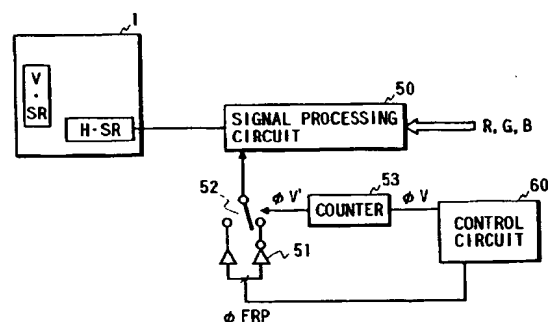 1
V・SR
H-SR
50
SIGNAL PROCESSING
CIRCUIT
R, G, B
52
φV'
53
COUNTER
φV
60
CONTROL
CIRCUIT
51
φFRP